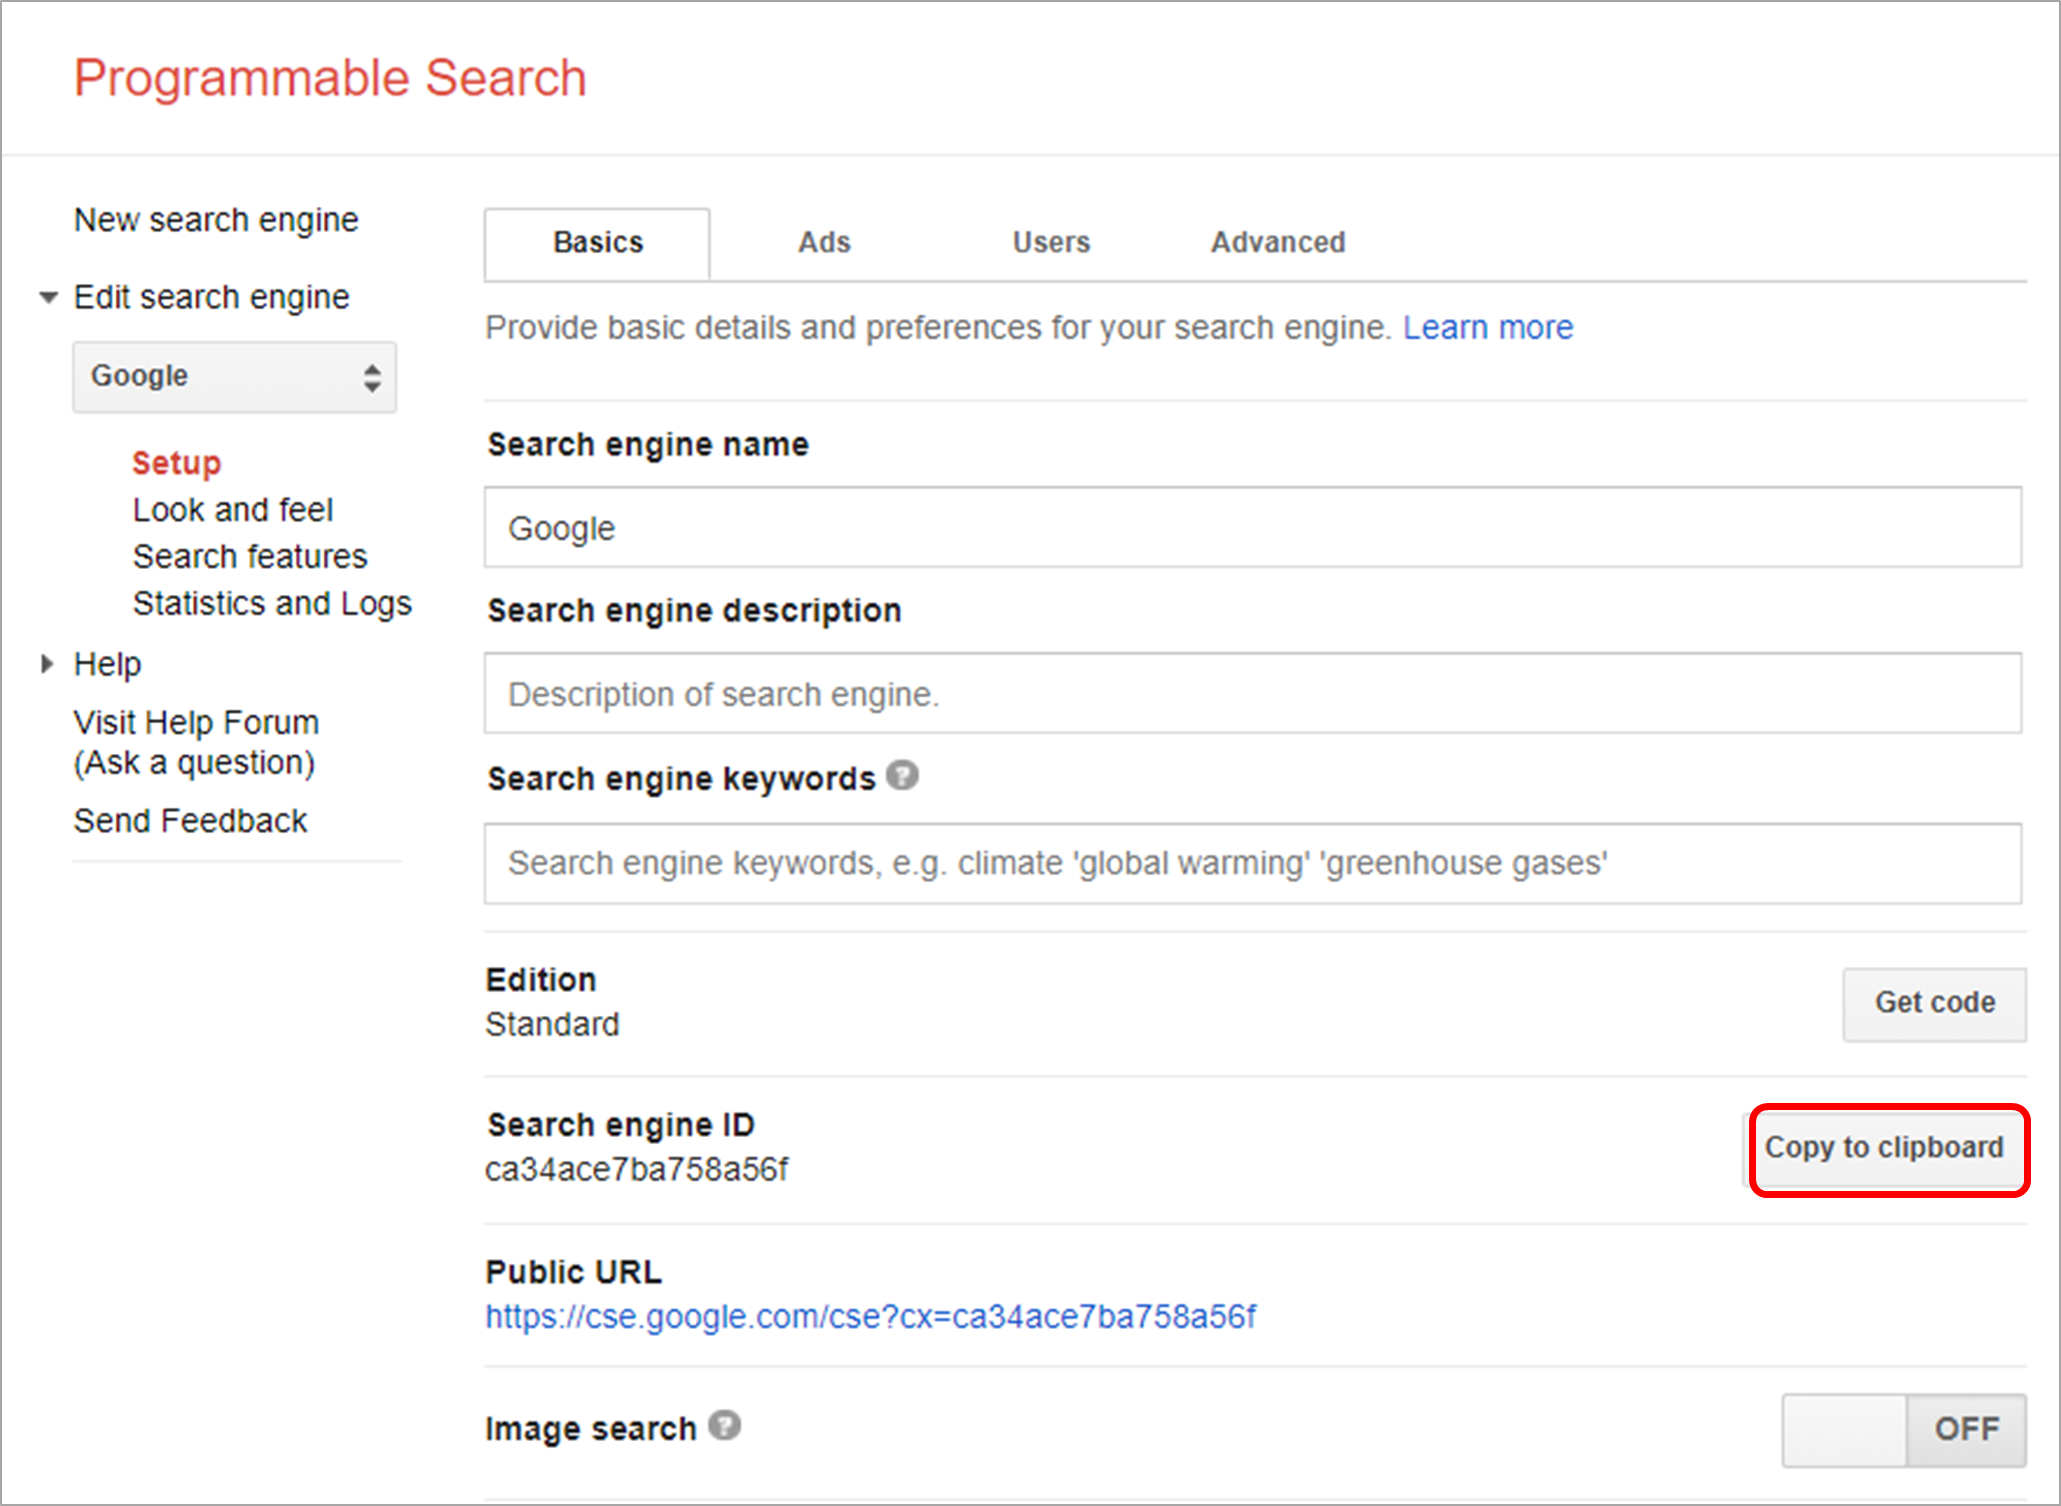 Programmable Search
New search engine
Edit search engine
Google
Setup
Look and feel
Search features
Statistics and Logs
Help
Visit Help Forum
(Ask a question)
Send Feedback
Basics Ads Users Advanced
Provide basic details and preferences for your search engine. Learn more
Search engine name
Google
Search engine description
Description of search engine.
Search engine keywords ?
Search engine keywords, e.g. climate 'global warming' 'greenhouse gases'
Edition
Standard
Get code
Search engine ID
ca34ace7ba758a56f
Copy to clipboard
Public URL
https://cse.google.com/cse?cx=ca34ace7ba758a56f
Image search ?
OFF